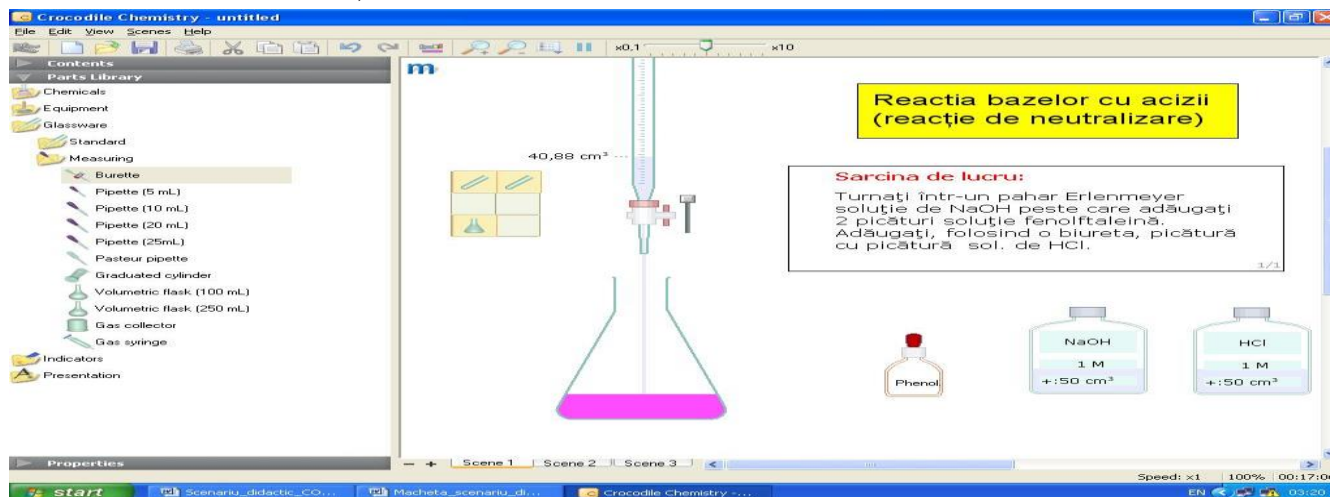 Crocodile Chemistry - untitled
File Edit View Scenes Help
x0,1 x10
Contents
Parts Library
Chemicals
Equipment
Glassware
Standard
Measuring
Burette
Pipette (5 mL)
Pipette (10 mL)
Pipette (20 mL)
Pipette (25mL)
Pasteur pipette
Graduated cylinder
Volumetric flask (100 mL)
Volumetric flask (250 mL)
Gas collector
Gas syringe
Indicators
Presentation
Properties
m
40,88 cm³
Reactia bazelor cu acizii
(reacție de neutralizare)
Sarcina de lucru:
Turnați într-un pahar Erlenmeyer
soluție de NaOH peste care adăugați
2 picături soluție fenolftaleină.
Adăugați, folosind o biureta, picătură
cu picătură sol. de HCl.
1/1
Phenol
NaOH
1 M
+:50 cm³
HCl
1 M
+:50 cm³
− + Scene 1 Scene 2 Scene 3
Speed: x1 100% 00:17:0
start Scenariu_didactic_CO... Macheta_scenariu_di... Crocodile Chemistry -... EN 03:20